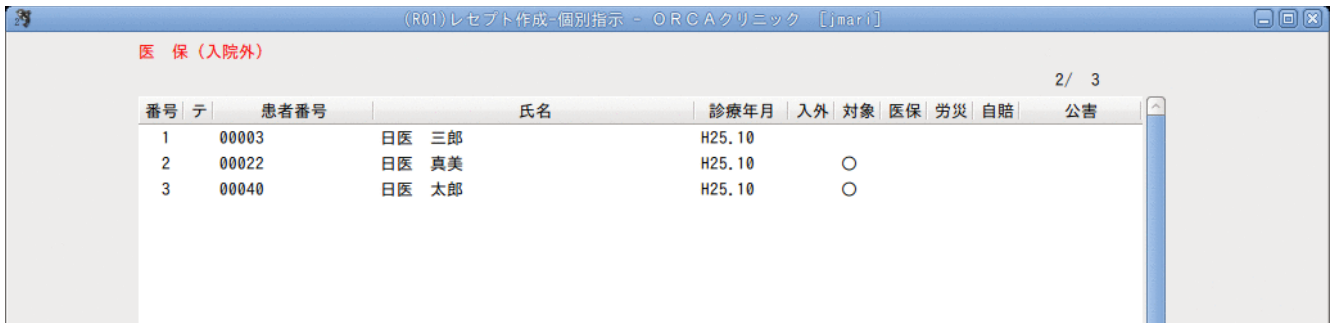 (R01)レセプト作成-個別指示 - ＯＲＣＡクリニック [jmari]
医 保（入院外）
2/ 3
番号 テ 患者番号 氏名 診療年月 入外 対象 医保 労災 自賠 公害
1 00003 日医 三郎 H25.10
2 00022 日医 真美 H25.10 ○
3 00040 日医 太郎 H25.10 ○